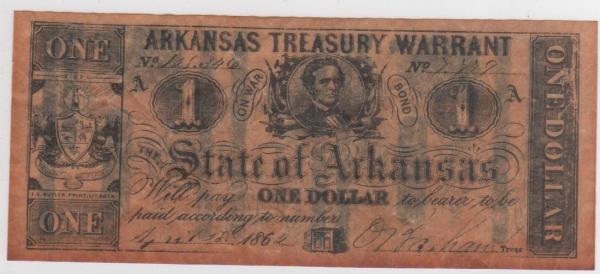 ARKANSAS TREASURY WARRANT
ONE
ONE DOLLAR
No
No
A
1
ON WAR
BOND
1
A
THE
State of Arkansas
Will pay ONE DOLLAR to bearer to be
paid according to number
April 1862
Treas
ONE